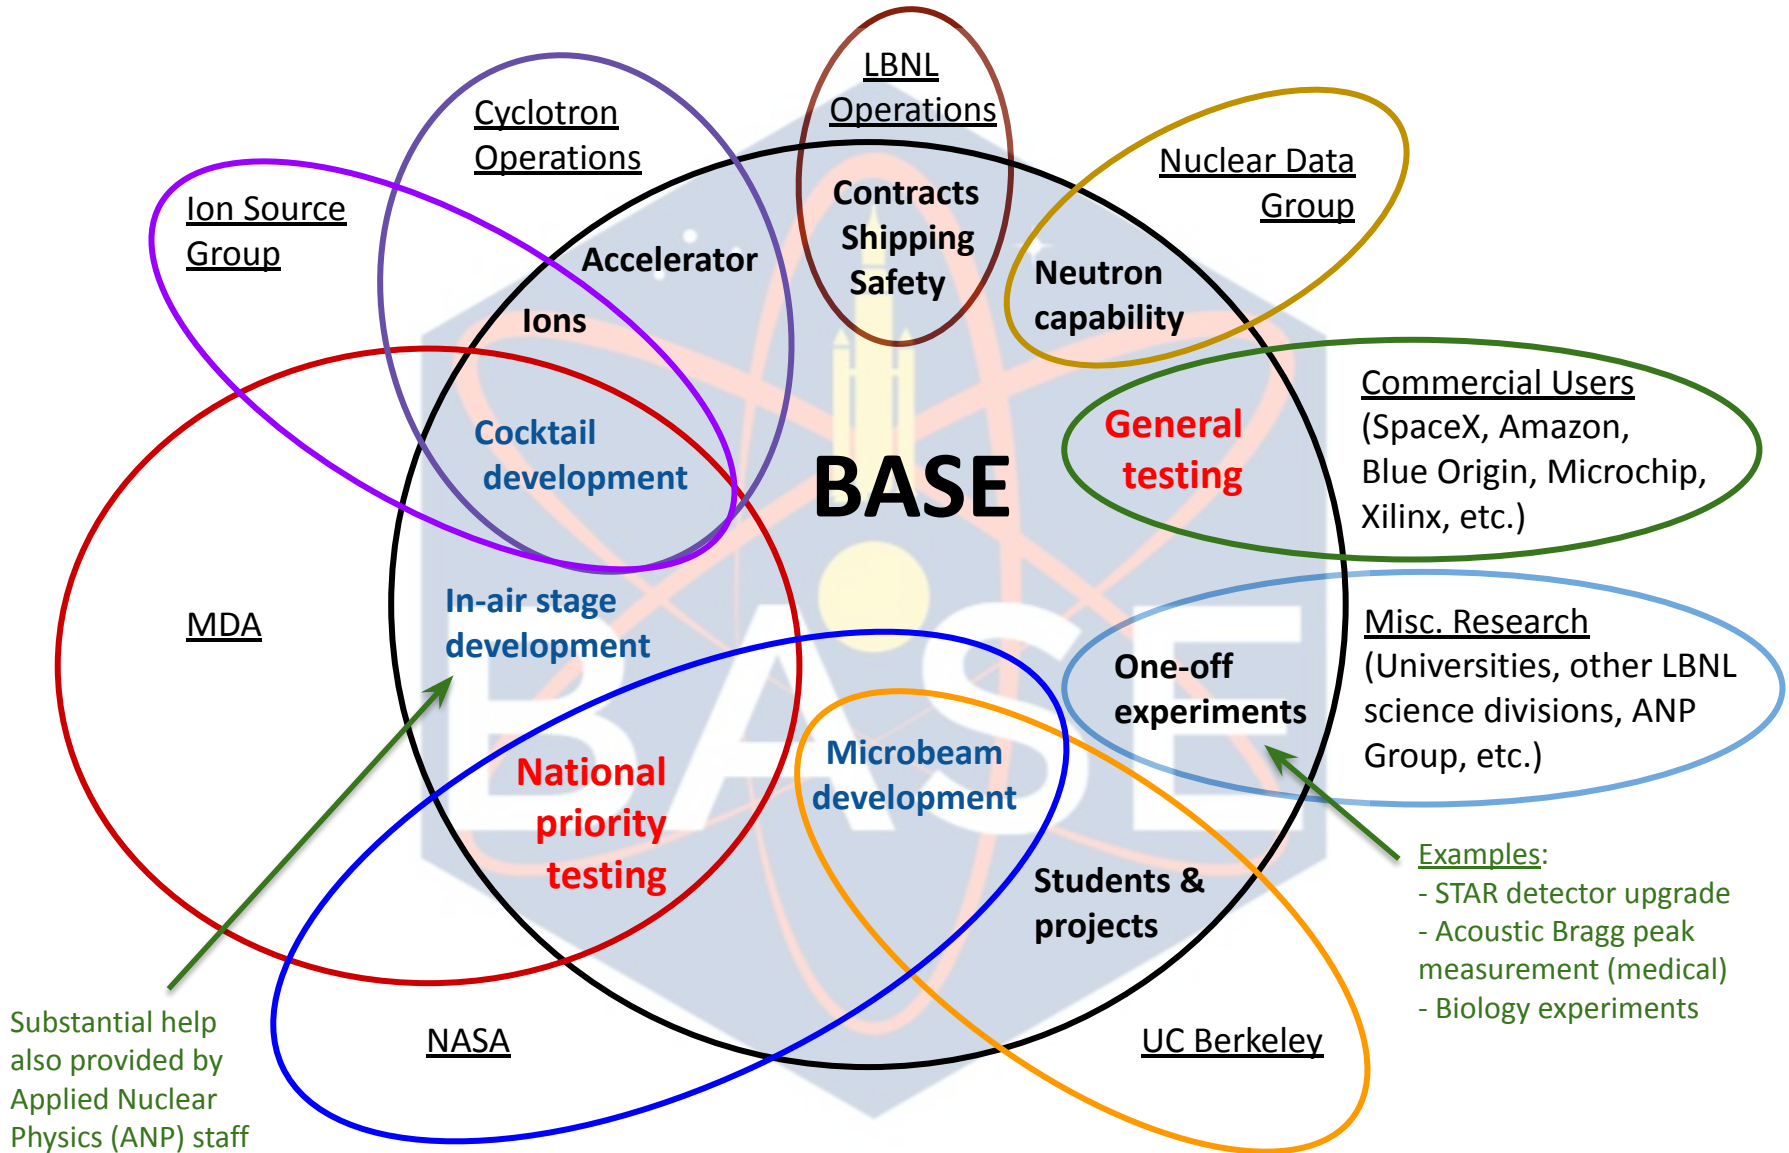 LBNL
Operations
Cyclotron
Operations
Nuclear Data
Group
Ion Source
Group
Contracts
Shipping
Safety
Accelerator
Neutron
capability
Ions
Commercial Users
(SpaceX, Amazon,
Blue Origin, Microchip,
Xilinx, etc.)
General
testing
Cocktail
development
BASE
MDA
In-air stage
development
Misc. Research
(Universities, other LBNL
science divisions, ANP
Group, etc.)
One-off
experiments
BASE
National
priority
testing
Microbeam
development
Students &
projects
Examples:
- STAR detector upgrade
- Acoustic Bragg peak
measurement (medical)
- Biology experiments
NASA
UC Berkeley
Substantial help
also provided by
Applied Nuclear
Physics (ANP) staff